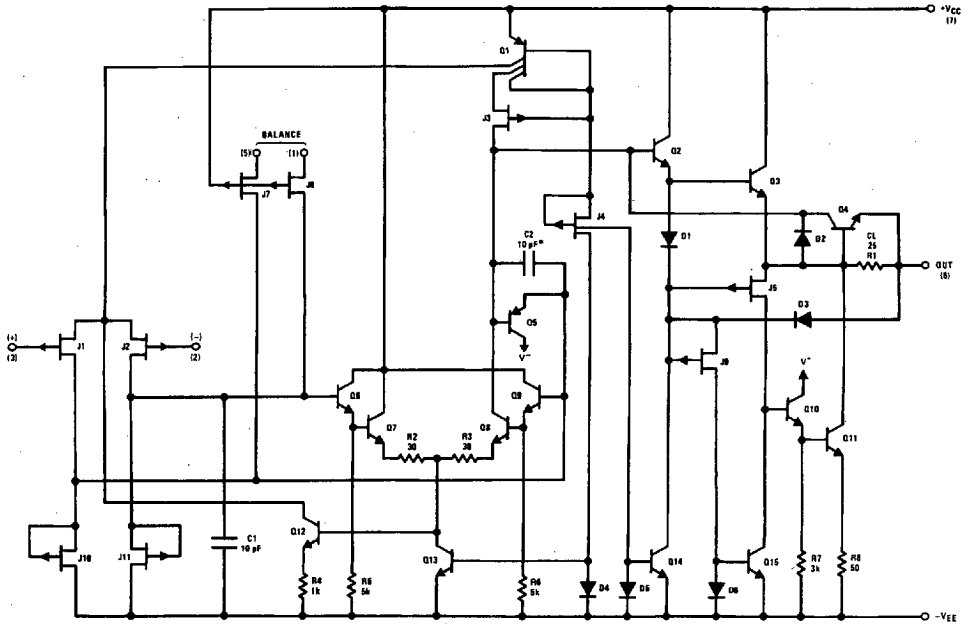 +VCC
(7)
Q1
J3
BALANCE
(5)
(1)
J7
J8
Q2
Q3
J4
Q4
C2
10 pF*
D1
D2
CL
25
R1
OUT
(6)
J5
D3
Q5
V−
(+)
(3)
J1
J2
(−)
(2)
J9
V−
Q6
Q7
Q9
Q8
R2
30
R3
30
Q10
Q11
Q12
Q13
J10
J11
C1
10 pF
R4
1k
R5
5k
R6
5k
D4
D5
Q14
D6
Q15
R7
3k
R8
50
−VEE